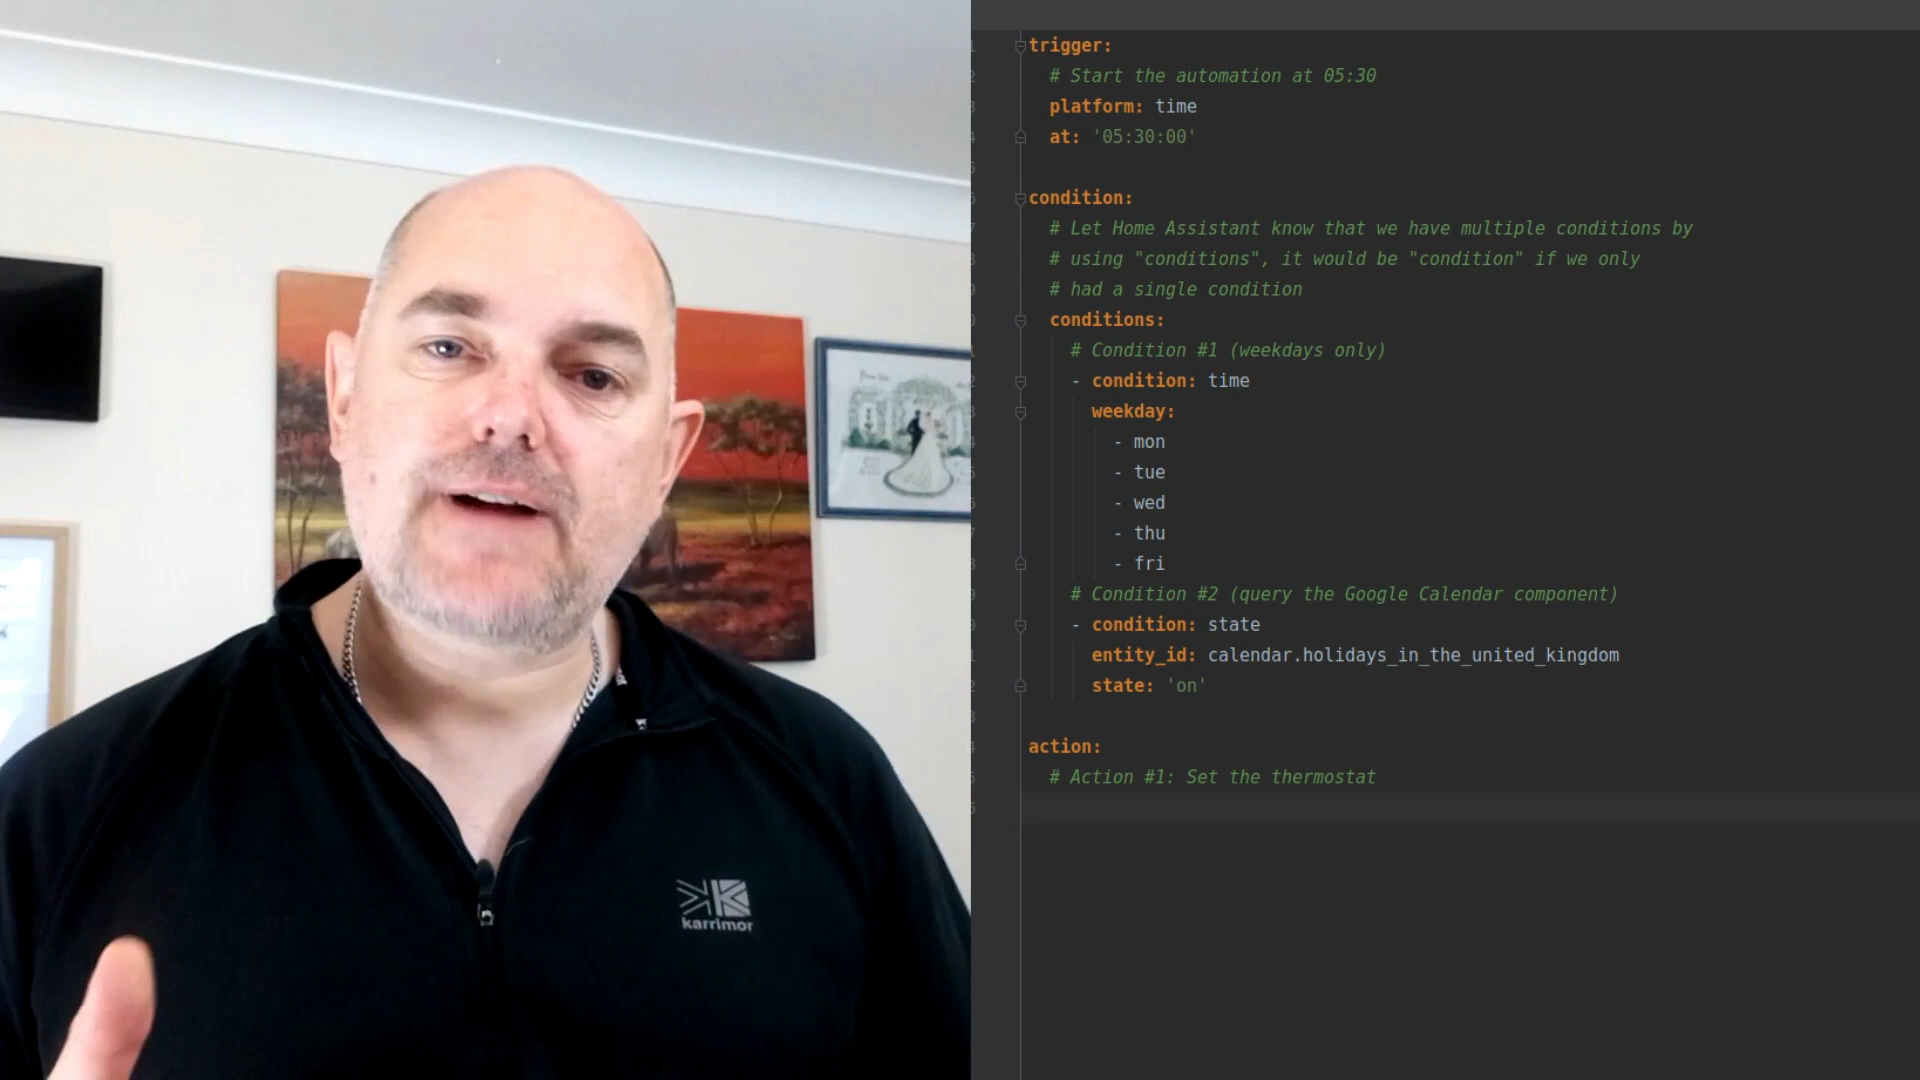 trigger:
# Start the automation at 05:30
platform: time
at: '05:30:00'
condition:
# Let Home Assistant know that we have multiple conditions by
# using "conditions", it would be "condition" if we only
# had a single condition
conditions:
# Condition #1 (weekdays only)
- condition: time
weekday:
- mon
- tue
- wed
- thu
- fri
# Condition #2 (query the Google Calendar component)
- condition: state
entity_id: calendar.holidays_in_the_united_kingdom
state: 'on'
action:
# Action #1: Set the thermostat
karrimor